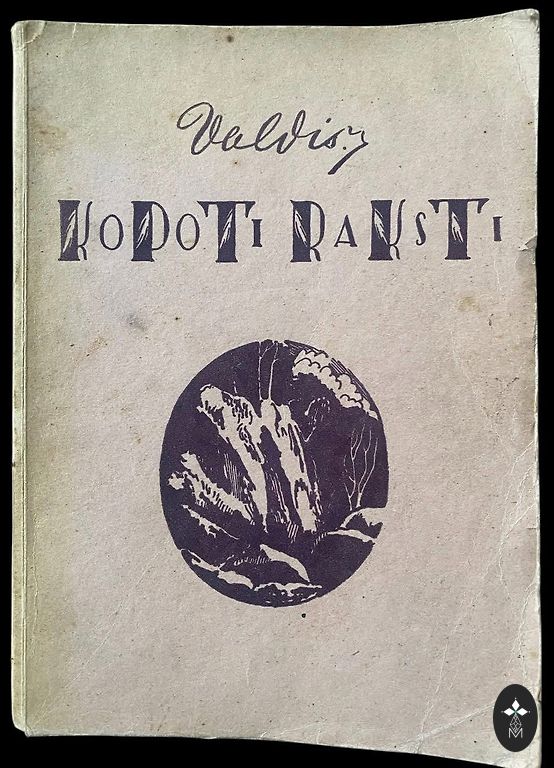 Valdis.
KOPOTI RAKSTI
M